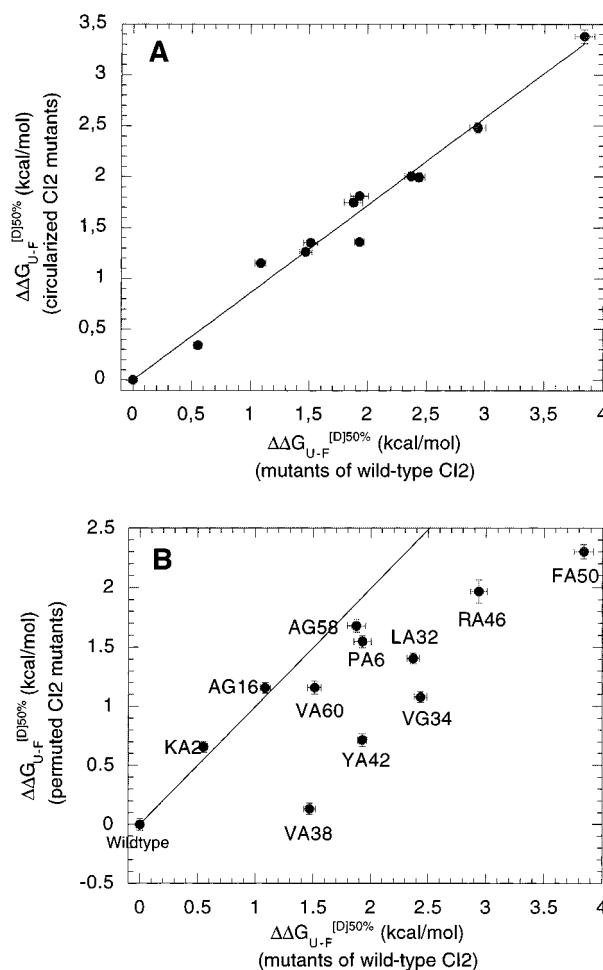 A
ΔΔG U-F [D]50% (kcal/mol)
(circularized CI2 mutants)
3,5
3
2,5
2
1,5
1
0,5
0
0 0,5 1 1,5 2 2,5 3 3,5 4
ΔΔG U-F [D]50% (kcal/mol)
(mutants of wild-type CI2)
B
ΔΔG U-F [D]50% (kcal/mol)
(permuted CI2 mutants)
2.5
2
1.5
1
0.5
0
-0.5
FA50
RA46
AG58
LA32
PA6
AG16
VA60
VG34
KA2
YA42
Wildtype
VA38
0 0.5 1 1.5 2 2.5 3 3.5 4
ΔΔG U-F [D]50% (kcal/mol)
(mutants of wild-type CI2)